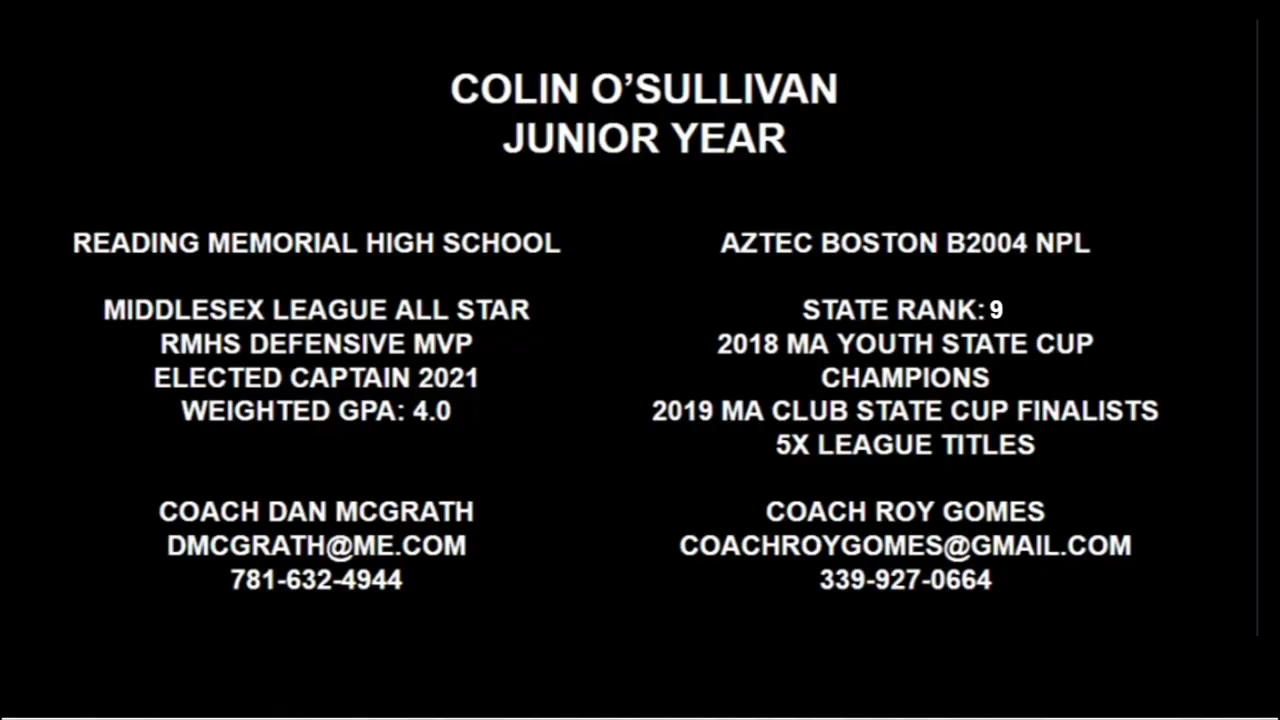 COLIN O’SULLIVAN
JUNIOR YEAR
READING MEMORIAL HIGH SCHOOL
MIDDLESEX LEAGUE ALL STAR
RMHS DEFENSIVE MVP
ELECTED CAPTAIN 2021
WEIGHTED GPA: 4.0
COACH DAN MCGRATH
DMCGRATH@ME.COM
781-632-4944
AZTEC BOSTON B2004 NPL
STATE RANK: 9
2018 MA YOUTH STATE CUP
CHAMPIONS
2019 MA CLUB STATE CUP FINALISTS
5X LEAGUE TITLES
COACH ROY GOMES
COACHROYGOMES@GMAIL.COM
339-927-0664